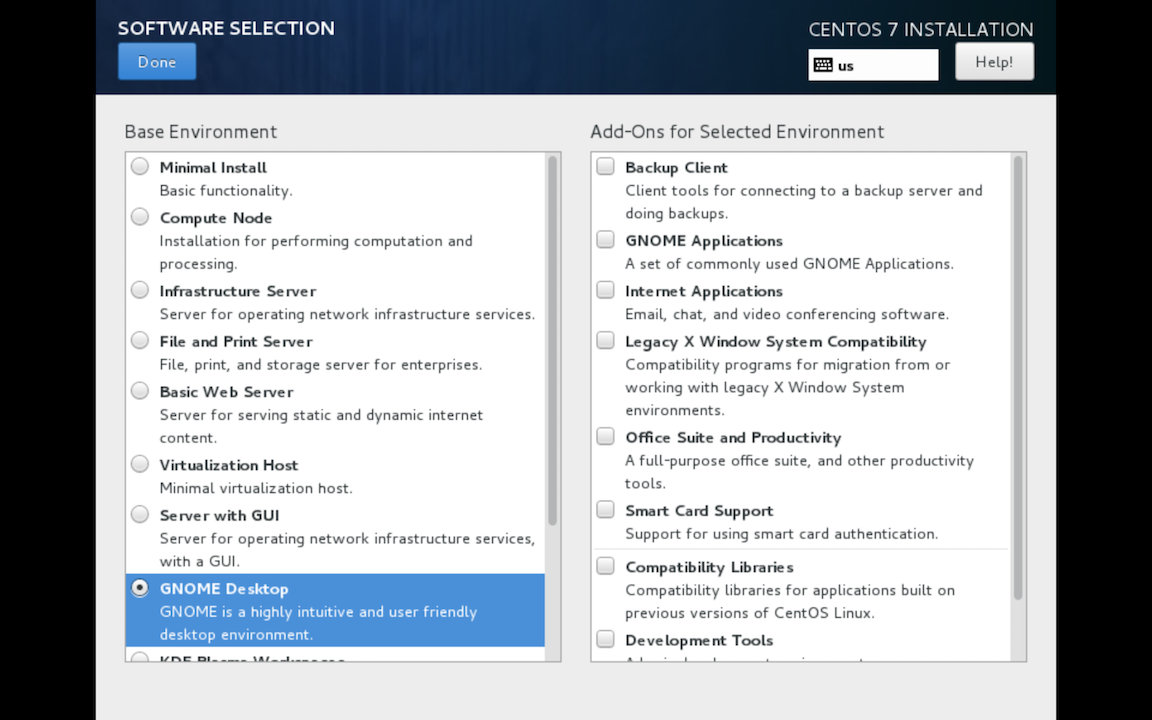 SOFTWARE SELECTION
CENTOS 7 INSTALLATION
Done
us
Help!
Base Environment
Minimal Install
Basic functionality.
Compute Node
Installation for performing computation and
processing.
Infrastructure Server
Server for operating network infrastructure services.
File and Print Server
File, print, and storage server for enterprises.
Basic Web Server
Server for serving static and dynamic internet
content.
Virtualization Host
Minimal virtualization host.
Server with GUI
Server for operating network infrastructure services,
with a GUI.
GNOME Desktop
GNOME is a highly intuitive and user friendly
desktop environment.
KDE Plasma Workspaces
Add-Ons for Selected Environment
Backup Client
Client tools for connecting to a backup server and
doing backups.
GNOME Applications
A set of commonly used GNOME Applications.
Internet Applications
Email, chat, and video conferencing software.
Legacy X Window System Compatibility
Compatibility programs for migration from or
working with legacy X Window System
environments.
Office Suite and Productivity
A full-purpose office suite, and other productivity
tools.
Smart Card Support
Support for using smart card authentication.
Compatibility Libraries
Compatibility libraries for applications built on
previous versions of CentOS Linux.
Development Tools